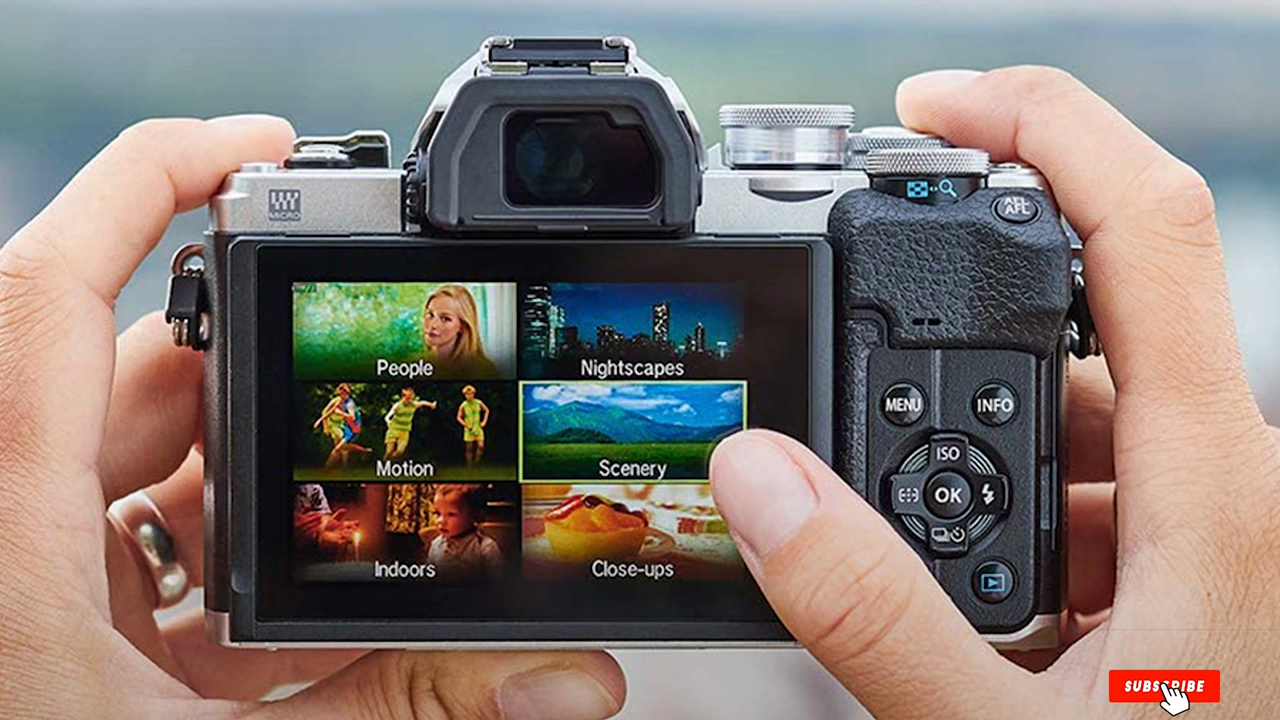 MICRO
AEL
AFL
People
Nightscapes
Motion
Scenery
Indoors
Close-ups
MENU
INFO
ISO
OK
SUBSCRIBE